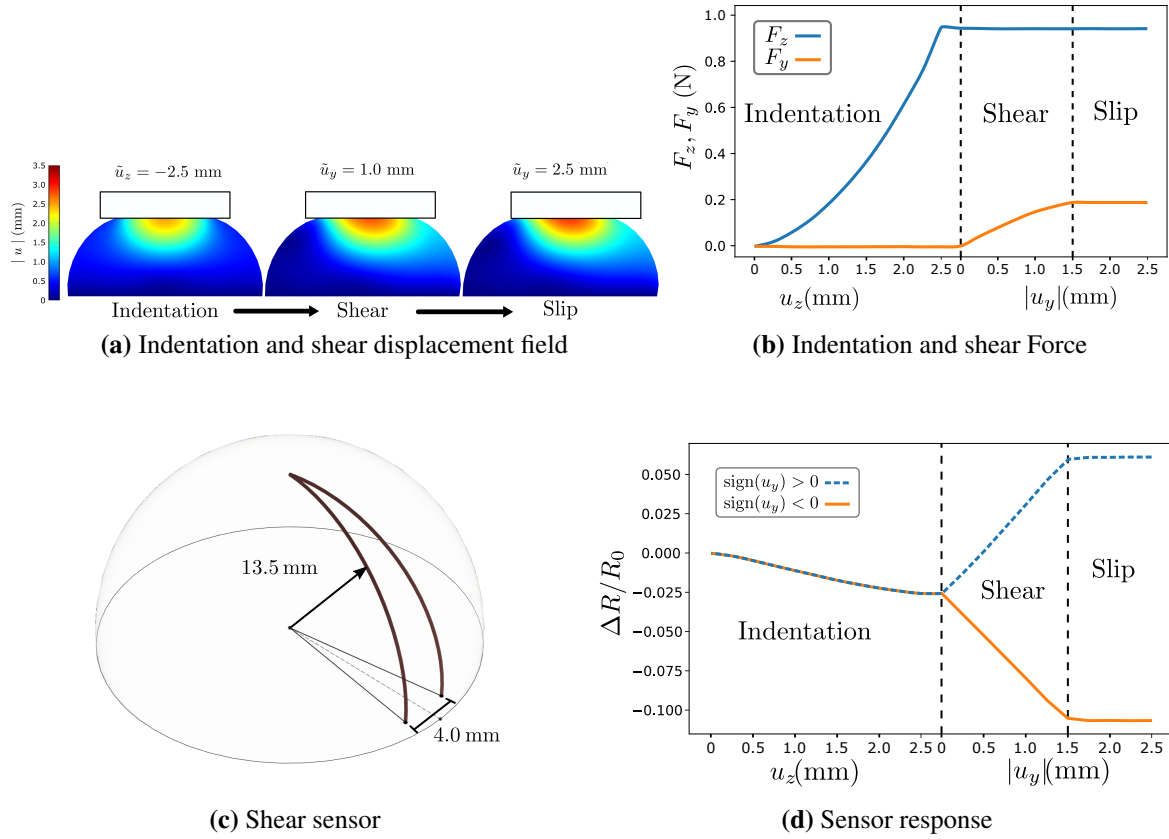 ũ_z = −2.5 mm
ũ_y = 1.0 mm
ũ_y = 2.5 mm
3.5
3.0
2.5
2.0
1.5
1.0
0.5
0
| u | (mm)
Indentation
Shear
Slip
(a) Indentation and shear displacement field
1.0
0.8
0.6
0.4
0.2
0.0
F_z, F_y (N)
F_z
F_y
Indentation
Shear
Slip
0 0.5 1.0 1.5 2.0 2.5 0 0.5 1.0 1.5 2.0 2.5
u_z(mm) |u_y|(mm)
(b) Indentation and shear Force
13.5 mm
4.0 mm
(c) Shear sensor
0.050
0.025
0.000
−0.025
−0.050
−0.075
−0.100
ΔR/R_0
sign(u_y) > 0
sign(u_y) < 0
Indentation
Shear
Slip
0 0.5 1.0 1.5 2.0 2.5 0 0.5 1.0 1.5 2.0 2.5
u_z(mm) |u_y|(mm)
(d) Sensor response